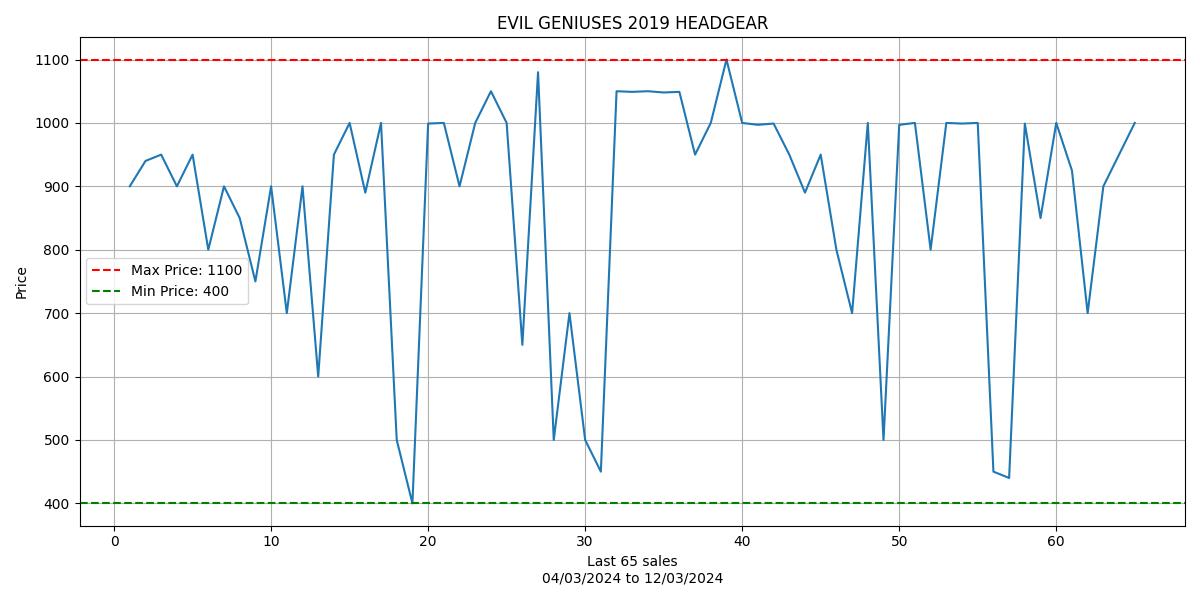 EVIL GENIUSES 2019 HEADGEAR
1100
1000
900
800
700
600
500
400
Price
Max Price: 1100
Min Price: 400
0 10 20 30 40 50 60
Last 65 sales
04/03/2024 to 12/03/2024